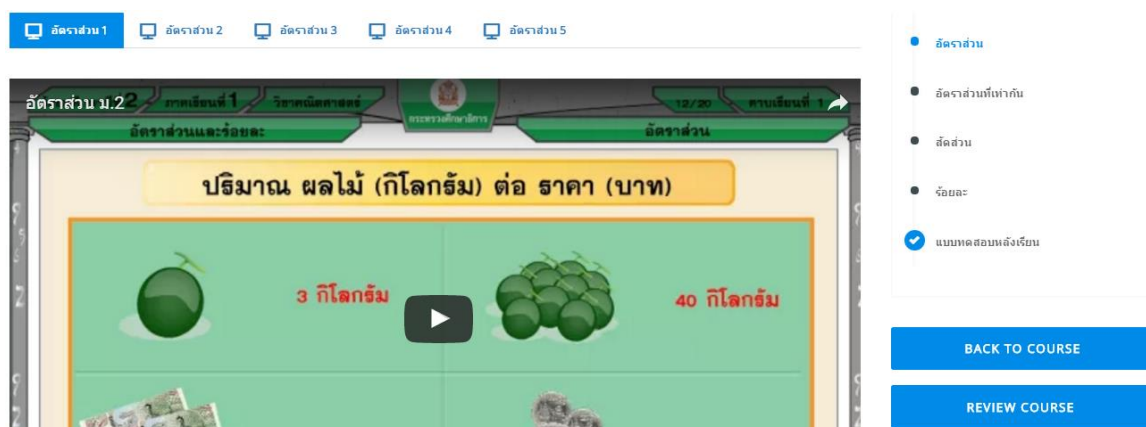 อัตราส่วน 1
อัตราส่วน 2
อัตราส่วน 3
อัตราส่วน 4
อัตราส่วน 5
อัตราส่วน ม.2
2 ภาคเรียนที่ 1 วิชาคณิตศาสตร์
กระทรวงศึกษาธิการ
12/20 คาบเรียนที่ 1
อัตราส่วนและร้อยละ
อัตราส่วน
ปริมาณ ผลไม้ (กิโลกรัม) ต่อ ราคา (บาท)
3 กิโลกรัม
40 กิโลกรัม
อัตราส่วน
อัตราส่วนที่เท่ากัน
สัดส่วน
ร้อยละ
แบบทดสอบหลังเรียน
BACK TO COURSE
REVIEW COURSE